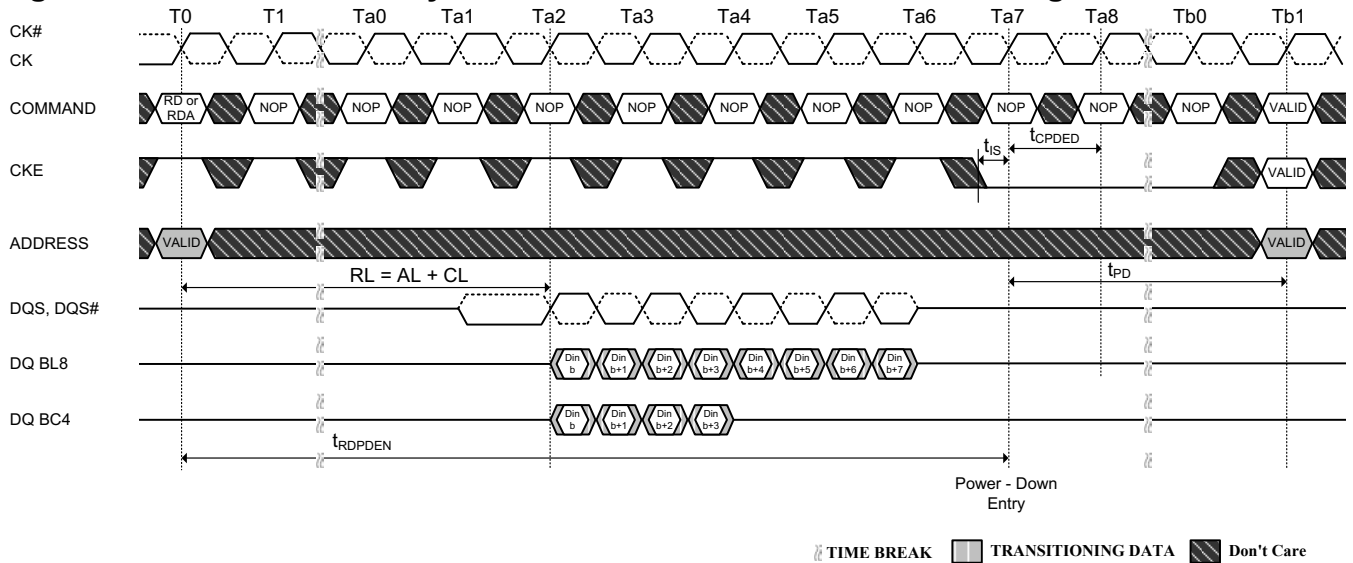 T0 T1 Ta0 Ta1 Ta2 Ta3 Ta4 Ta5 Ta6 Ta7 Ta8 Tb0 Tb1
CK#
CK
COMMAND RD or RDA NOP NOP NOP NOP NOP NOP NOP NOP NOP NOP NOP VALID
tIS tCPDED
CKE VALID
ADDRESS VALID VALID
RL = AL + CL tPD
DQS, DQS#
DQ BL8 Din b Din b+1 Din b+2 Din b+3 Din b+4 Din b+5 Din b+6 Din b+7
DQ BC4 Din b Din b+1 Din b+2 Din b+3
tRDPDEN
Power - Down
Entry
TIME BREAK TRANSITIONING DATA Don't Care